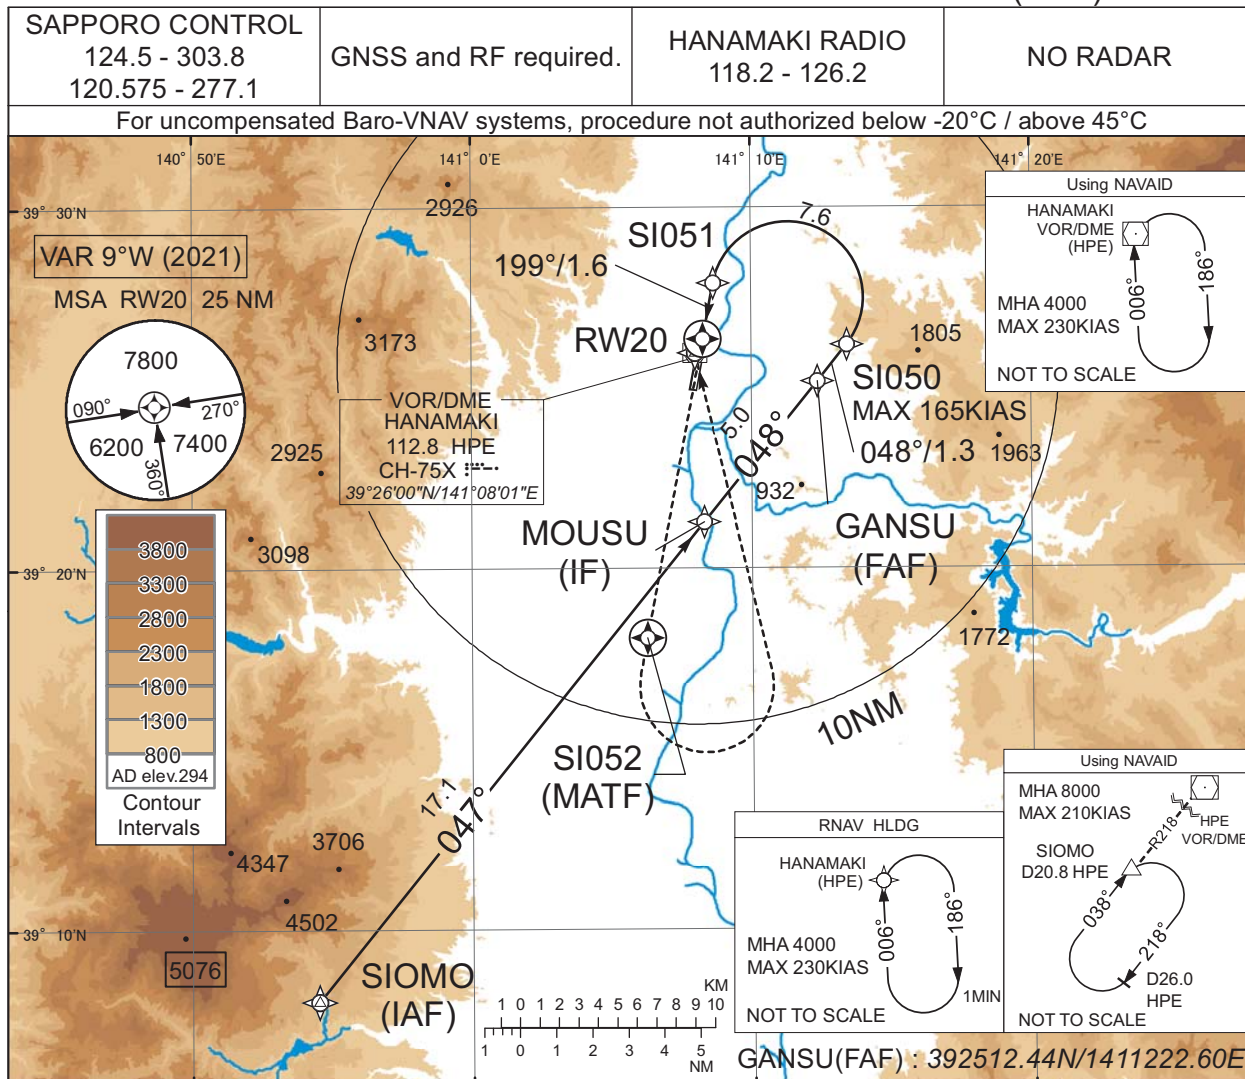 SAPPORO CONTROL
124.5 - 303.8
120.575 - 277.1
GNSS and RF required.
HANAMAKI RADIO
118.2 - 126.2
NO RADAR
For uncompensated Baro-VNAV systems, procedure not authorized below -20°C / above 45°C
140° 50'E
141° 0'E
141° 10'E
141° 20'E
39° 30'N
39° 20'N
39° 10'N
VAR 9°W (2021)
MSA RW20 25 NM
7800
090°
270°
6200
7400
360°
3800
3300
2800
2300
1800
1300
800
AD elev.294
Contour
Intervals
2926
3173
2925
3098
4347
3706
4502
5076
1805
1963
932
1772
SI051
199°/1.6
7.6
RW20
VOR/DME
HANAMAKI
112.8 HPE
CH-75X
39°26'00"N/141°08'01"E
SI050
MAX 165KIAS
048°/1.3
5.0
048°
GANSU
(FAF)
MOUSU
(IF)
SI052
(MATF)
10NM
17.1
047°
SIOMO
(IAF)
Using NAVAID
HANAMAKI
VOR/DME
(HPE)
006°
186°
MHA 4000
MAX 230KIAS
NOT TO SCALE
RNAV HLDG
HANAMAKI
(HPE)
006°
186°
MHA 4000
MAX 230KIAS
1MIN
NOT TO SCALE
Using NAVAID
MHA 8000
MAX 210KIAS
HPE
VOR/DME
R218
SIOMO
D20.8 HPE
038°
218°
D26.0
HPE
NOT TO SCALE
KM
1 0 1 2 3 4 5 6 7 8 9 10
1 0 1 2 3 4 5
NM
GANSU(FAF) : 392512.44N/1411222.60E